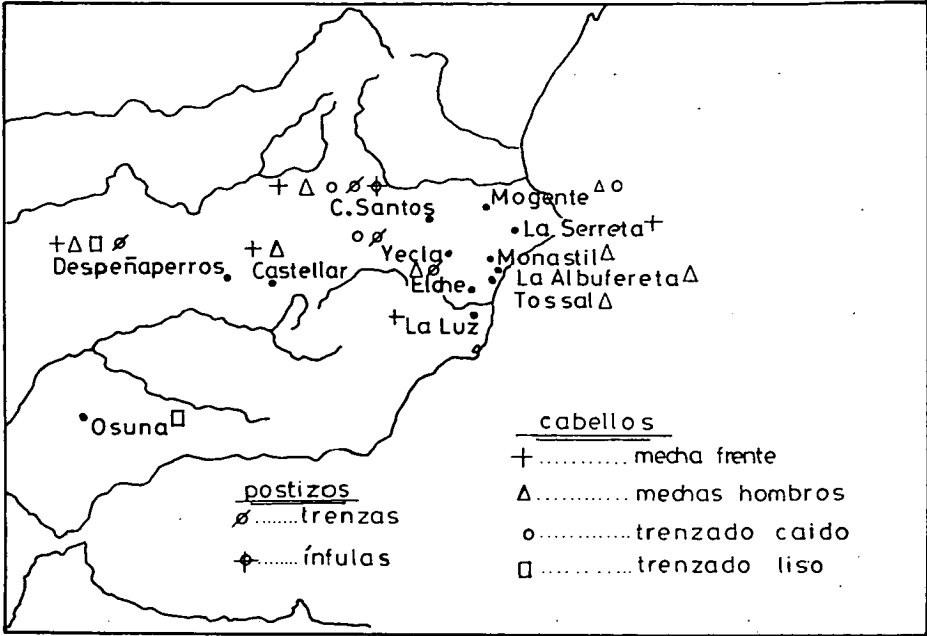 Mogente
C.Santos
La Serreta
Yecla
Monastil
Despeñaperros
Castellar
La Albufereta
Elche
Tossal
La Luz
Osuna
cabellos
mecha frente
postizos
mechas hombros
trenzas
trenzado caido
ínfulas
trenzado liso